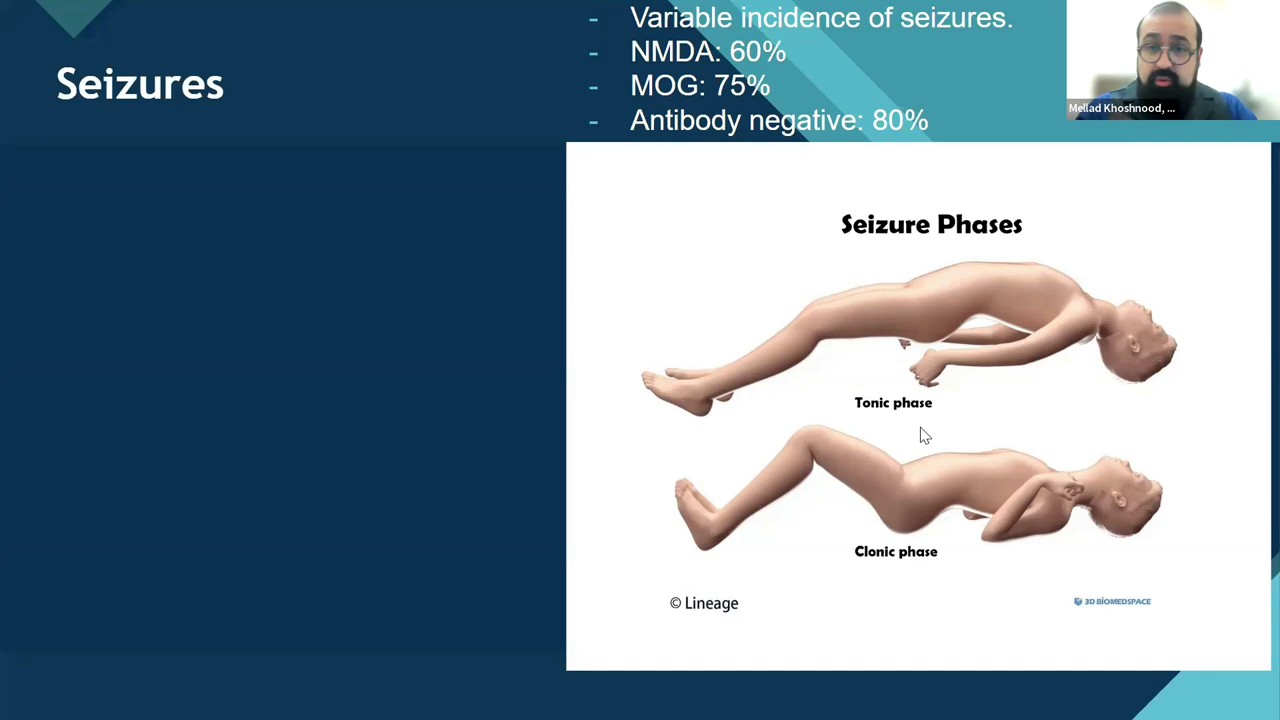 Seizures
- Variable incidence of seizures.
- NMDA: 60%
- MOG: 75%
- Antibody negative: 80%
Mellad Khoshnood, ...
Seizure Phases
Tonic phase
Clonic phase
© Lineage
3D BIOMEDSPACE